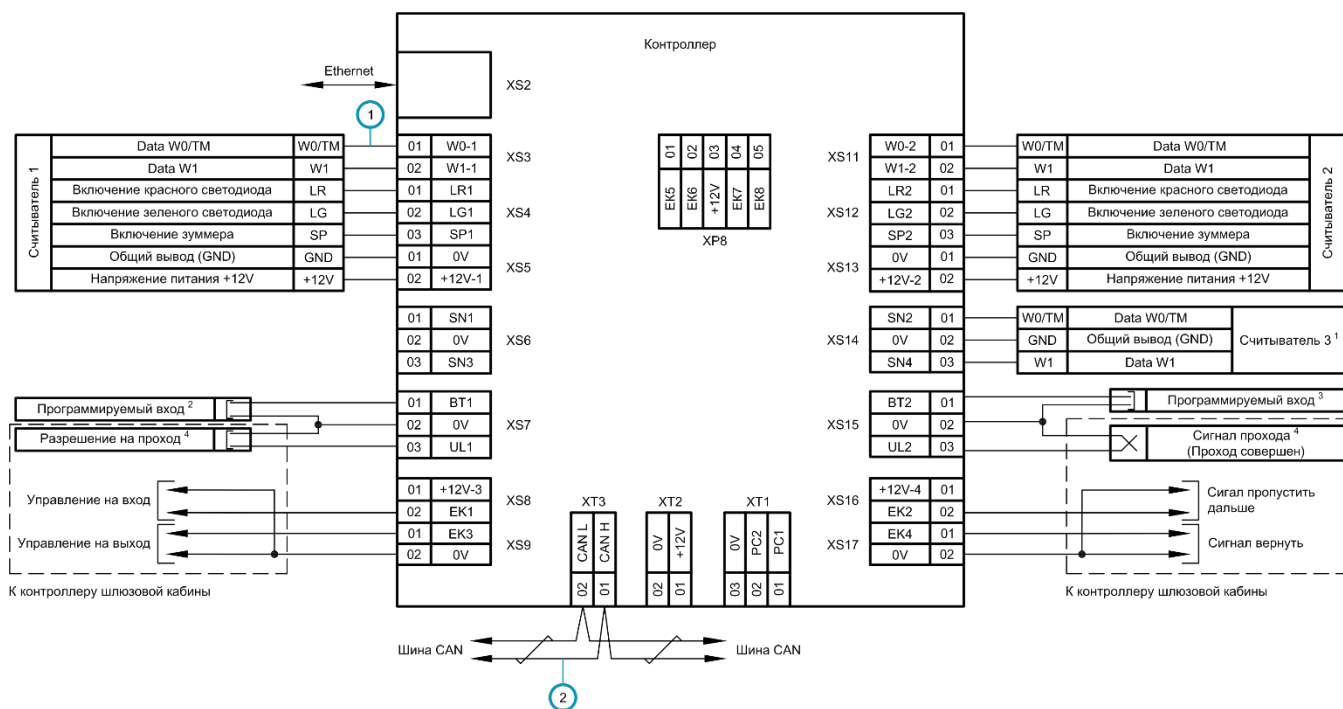 Контроллер
Ethernet
XS2
1
Считыватель 1
Data W0/TM W0/TM 01 W0-1
Data W1 W1 02 W1-1
XS3
Включение красного светодиода LR 01 LR1
Включение зеленого светодиода LG 02 LG1
Включение зуммера SP 03 SP1
XS4
Общий вывод (GND) GND 01 0V
Напряжение питания +12V +12V 02 +12V-1
XS5
01 02 03 04 05
EK5 EK6 +12V EK7 EK8
XP8
XS11
W0-2 01 W0/TM Data W0/TM
W1-2 02 W1 Data W1
XS12
LR2 01 LR Включение красного светодиода
LG2 02 LG Включение зеленого светодиода
SP2 03 SP Включение зуммера
XS13
0V 01 GND Общий вывод (GND)
+12V-2 02 +12V Напряжение питания +12V
Считыватель 2
01 SN1
02 0V
03 SN3
XS6
XS14
SN2 01 W0/TM Data W0/TM
0V 02 GND Общий вывод (GND)
SN4 03 W1 Data W1
Считыватель 3 1
Программируемый вход 2
Разрешение на проход 4
01 BT1
02 0V
03 UL1
XS7
XS15
BT2 01
0V 02
UL2 03
Программируемый вход 3
Сигнал прохода 4
(Проход совершен)
Управление на вход
Управление на выход
01 +12V-3
02 EK1
XS8
01 EK3
02 0V
XS9
К контроллеру шлюзовой кабины
XT3
CAN L CAN H
02 01
XT2
0V +12V
02 01
XT1
0V PC2 PC1
03 02 01
XS16
+12V-4 01
EK2 02
XS17
EK4 01
0V 02
Сигал пропустить
дальше
Сигнал вернуть
К контроллеру шлюзовой кабины
Шина CAN
Шина CAN
2